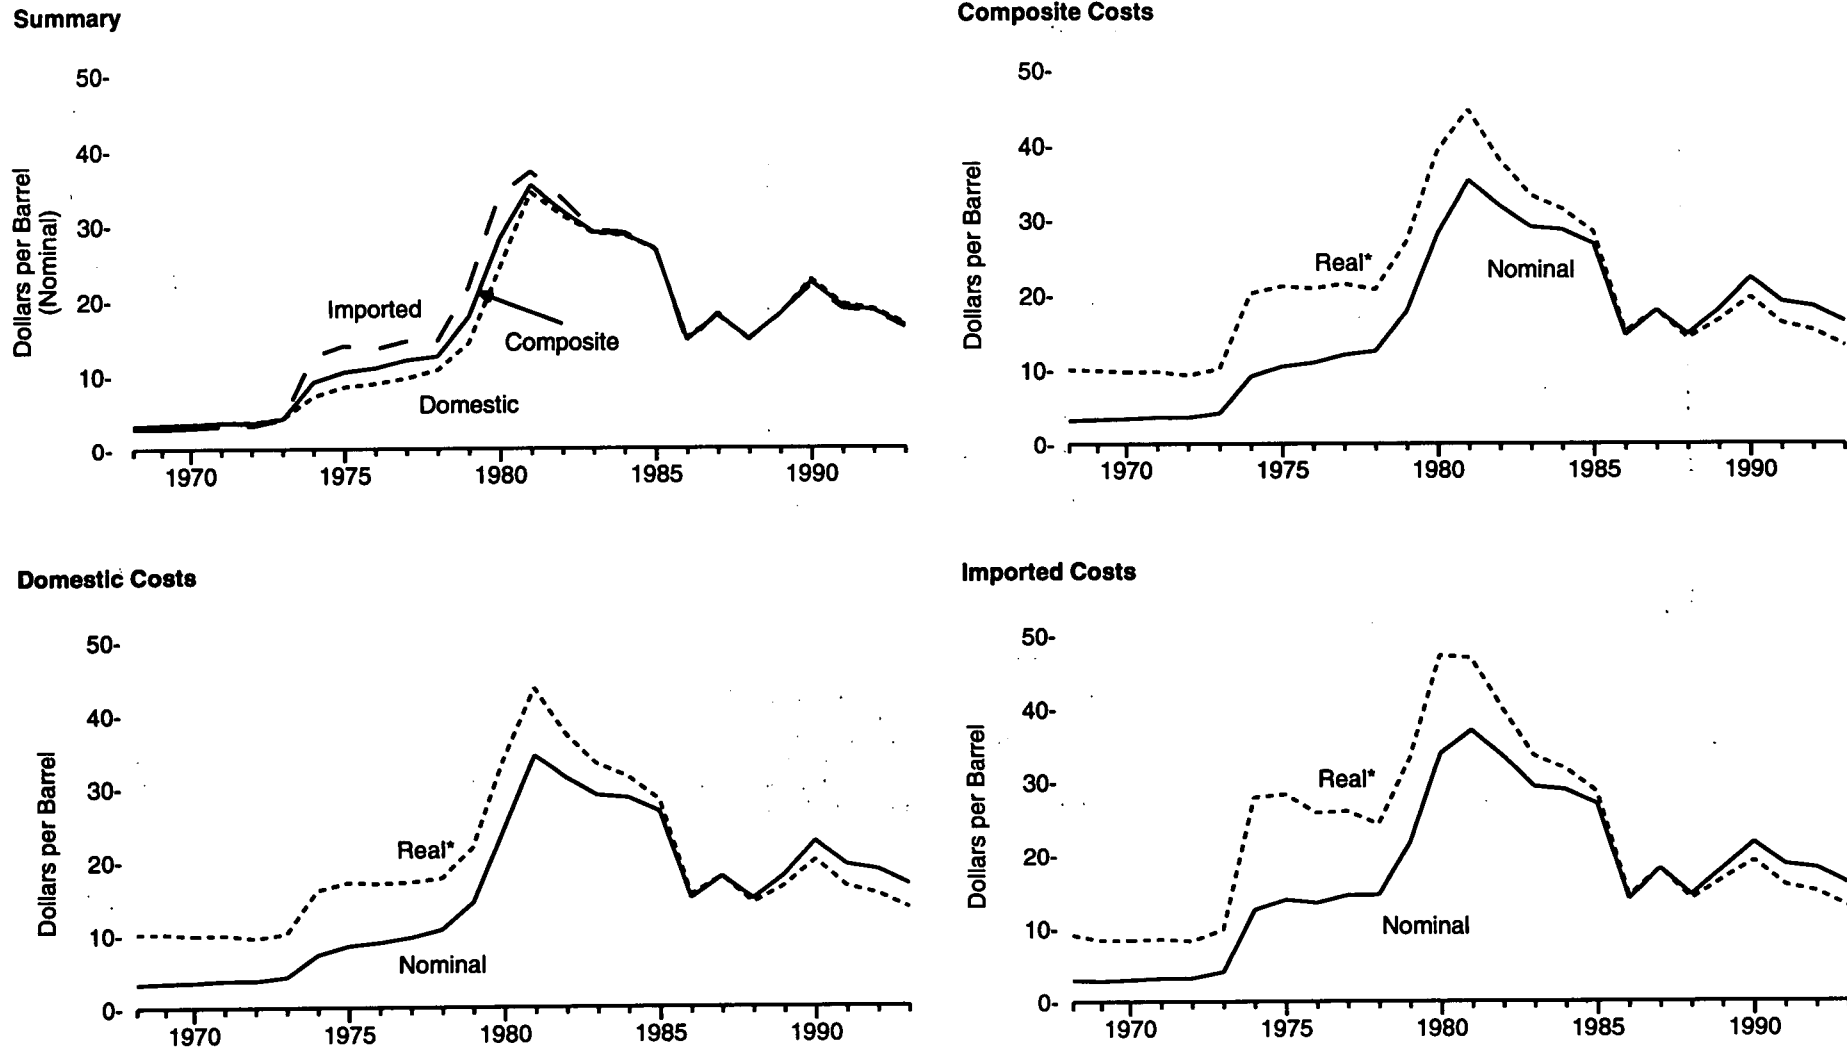 Summary
50-
40-
30-
20-
10-
0-
Dollars per Barrel
(Nominal)
Imported
Composite
Domestic
1970 1975 1980 1985 1990
Composite Costs
50-
40-
30-
20-
10-
0-
Dollars per Barrel
Real*
Nominal
1970 1975 1980 1985 1990
Domestic Costs
50-
40-
30-
20-
10-
0-
Dollars per Barrel
Real*
Nominal
1970 1975 1980 1985 1990
Imported Costs
50-
40-
30-
20-
10-
0-
Dollars per Barrel
Real*
Nominal
1970 1975 1980 1985 1990